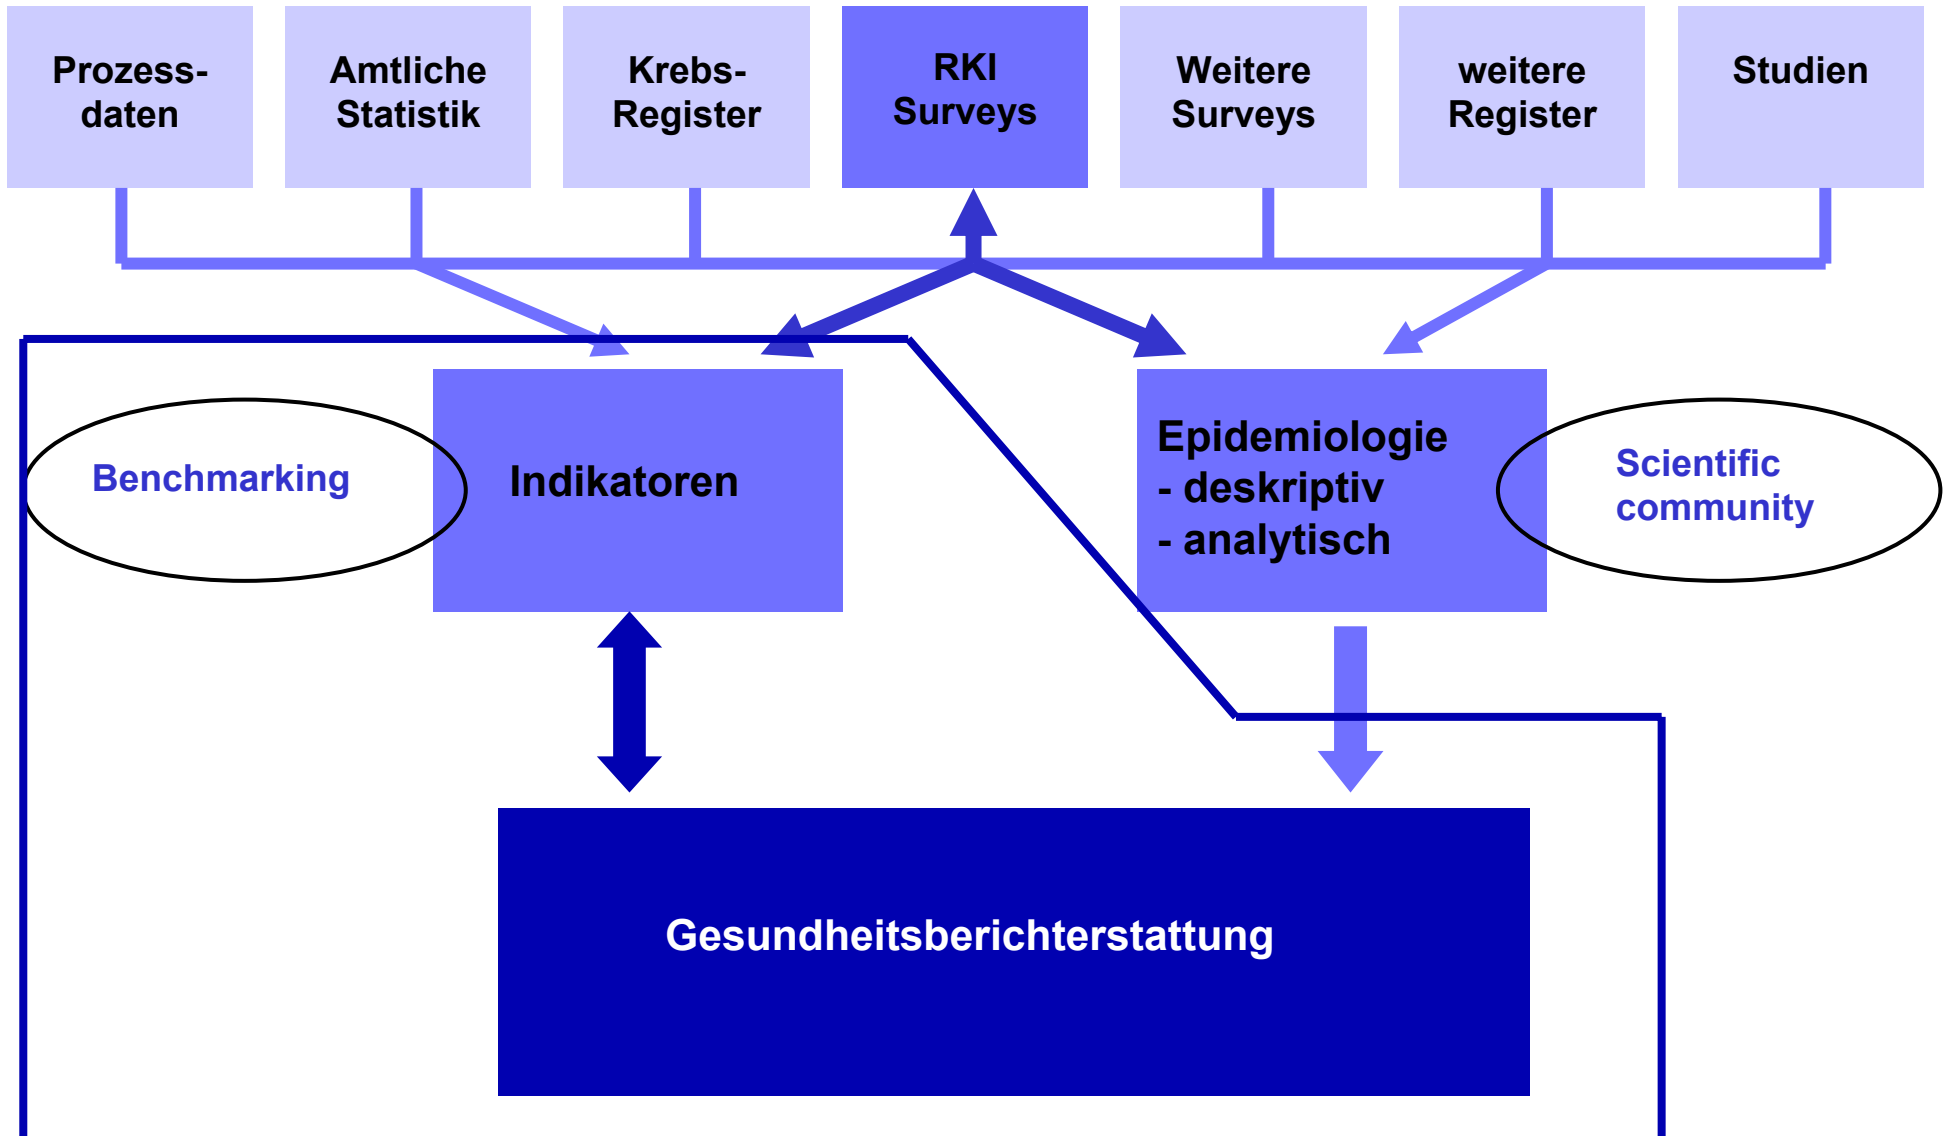 Prozess-
daten
Amtliche
Statistik
Krebs-
Register
RKI
Surveys
Weitere
Surveys
weitere
Register
Studien
Benchmarking
Indikatoren
Epidemiologie
- deskriptiv
- analytisch
Scientific
community
Gesundheitsberichterstattung